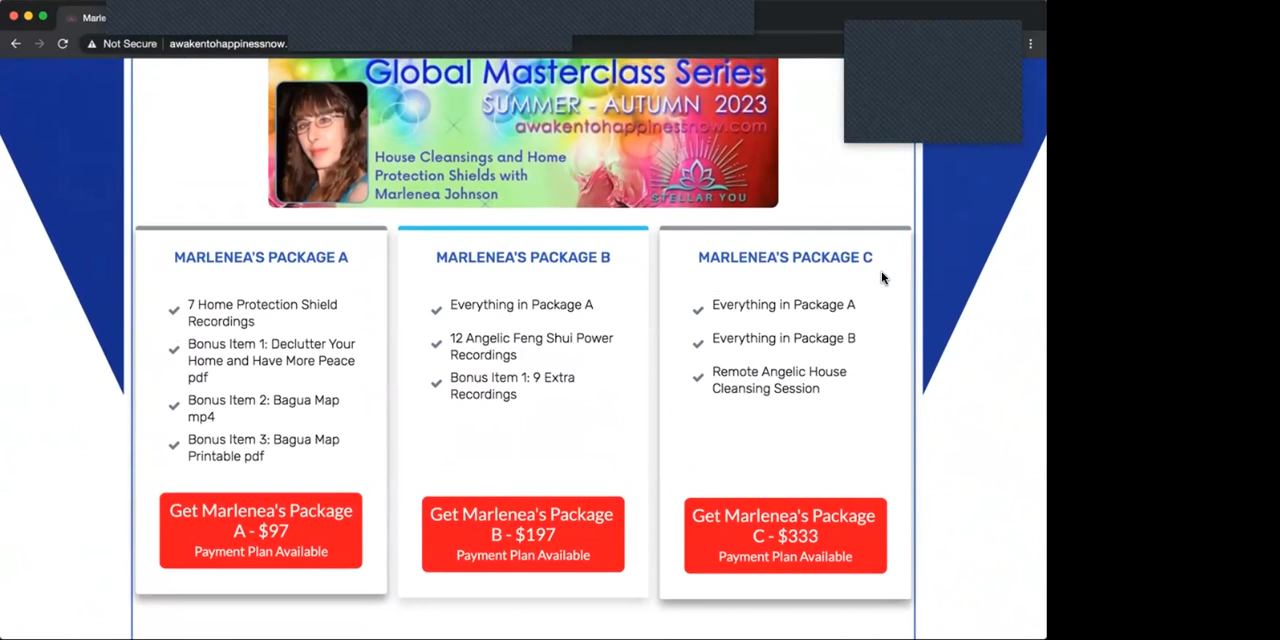 Marle
Not Secure
awakentohappinessnow.
Global Masterclass Series
SUMMER - AUTUMN 2023
awakentohappinessnow.com
House Cleansings and Home
Protection Shields with
Marlenea Johnson
STELLAR YOU
MARLENEA'S PACKAGE A
7 Home Protection Shield
Recordings
Bonus Item 1: Declutter Your
Home and Have More Peace
pdf
Bonus Item 2: Bagua Map
mp4
Bonus Item 3: Bagua Map
Printable pdf
Get Marlenea's Package
A - $97
Payment Plan Available
MARLENEA'S PACKAGE B
Everything in Package A
12 Angelic Feng Shui Power
Recordings
Bonus Item 1: 9 Extra
Recordings
Get Marlenea's Package
B - $197
Payment Plan Available
MARLENEA'S PACKAGE C
Everything in Package A
Everything in Package B
Remote Angelic House
Cleansing Session
Get Marlenea's Package
C - $333
Payment Plan Available